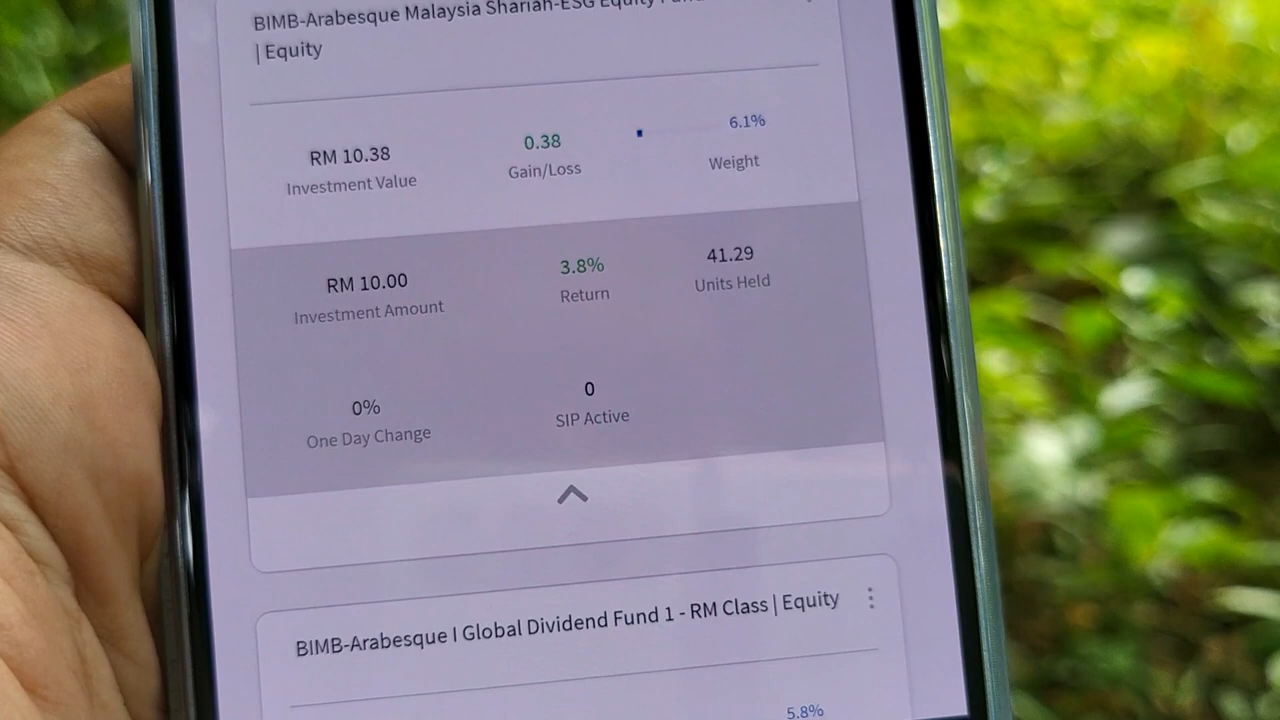 BIMB-Arabesque Malaysia Shariah-ESG Equity Fund
| Equity
RM 10.38
Investment Value
0.38
Gain/Loss
6.1%
Weight
RM 10.00
Investment Amount
3.8%
Return
41.29
Units Held
0%
One Day Change
0
SIP Active
BIMB-Arabesque I Global Dividend Fund 1 - RM Class | Equity
5.8%